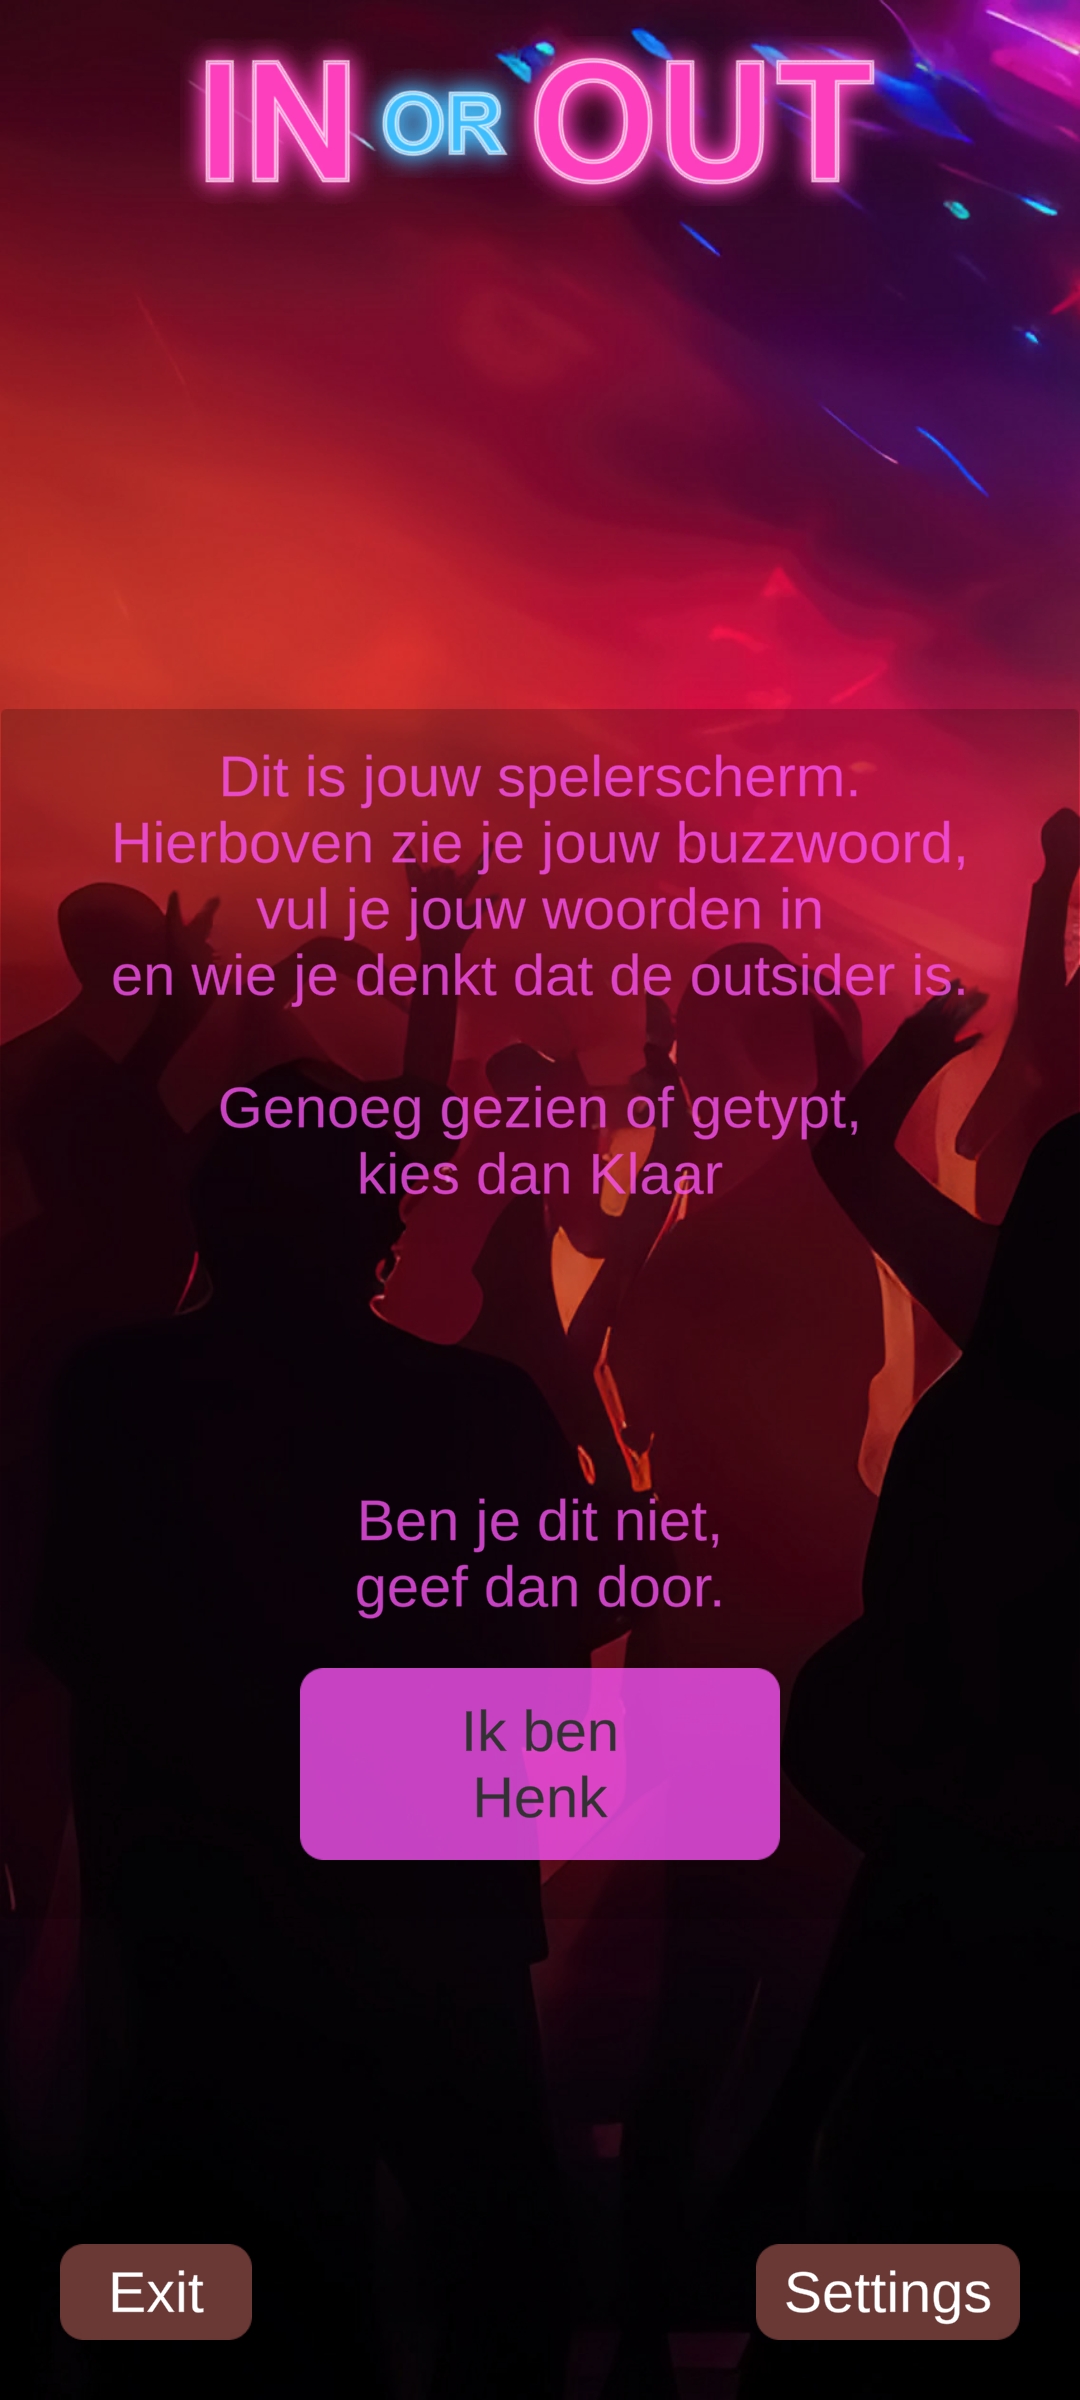 IN OR OUT
Dit is jouw spelerscherm.
Hierboven zie je jouw buzzwoord,
vul je jouw woorden in
en wie je denkt dat de outsider is.
Genoeg gezien of getypt,
kies dan Klaar
Ben je dit niet,
geef dan door.
Ik ben
Henk
Exit
Settings